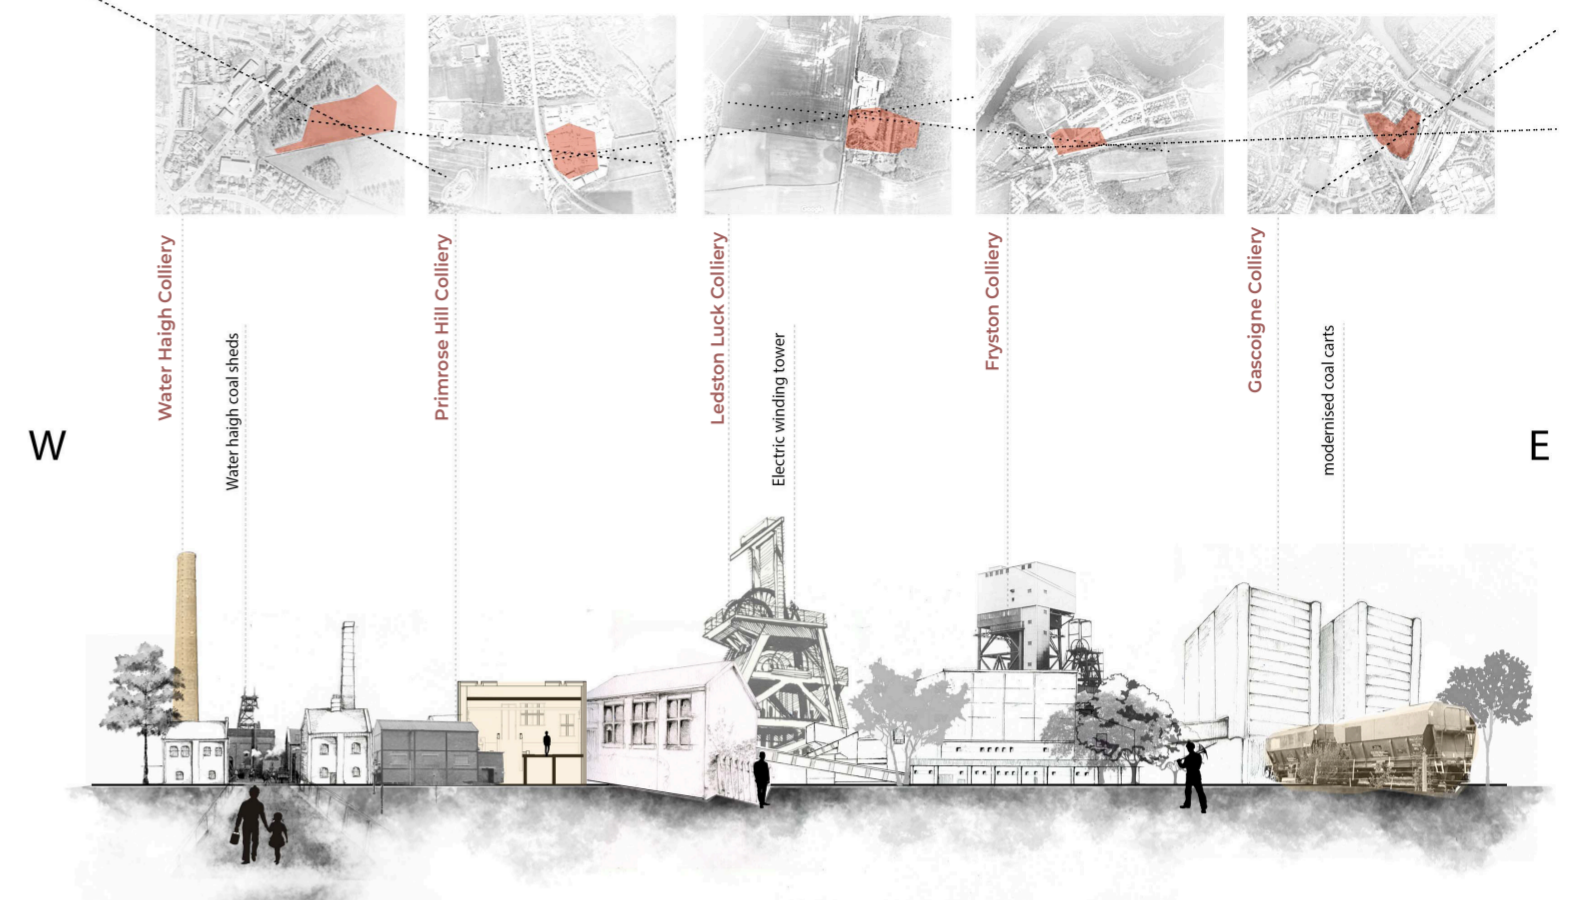 Water Haigh Colliery
Water haigh coal sheds
Primrose Hill Colliery
Ledston Luck Colliery
Electric winding tower
Fryston Colliery
Gascoigne Colliery
modernised coal carts
W
E